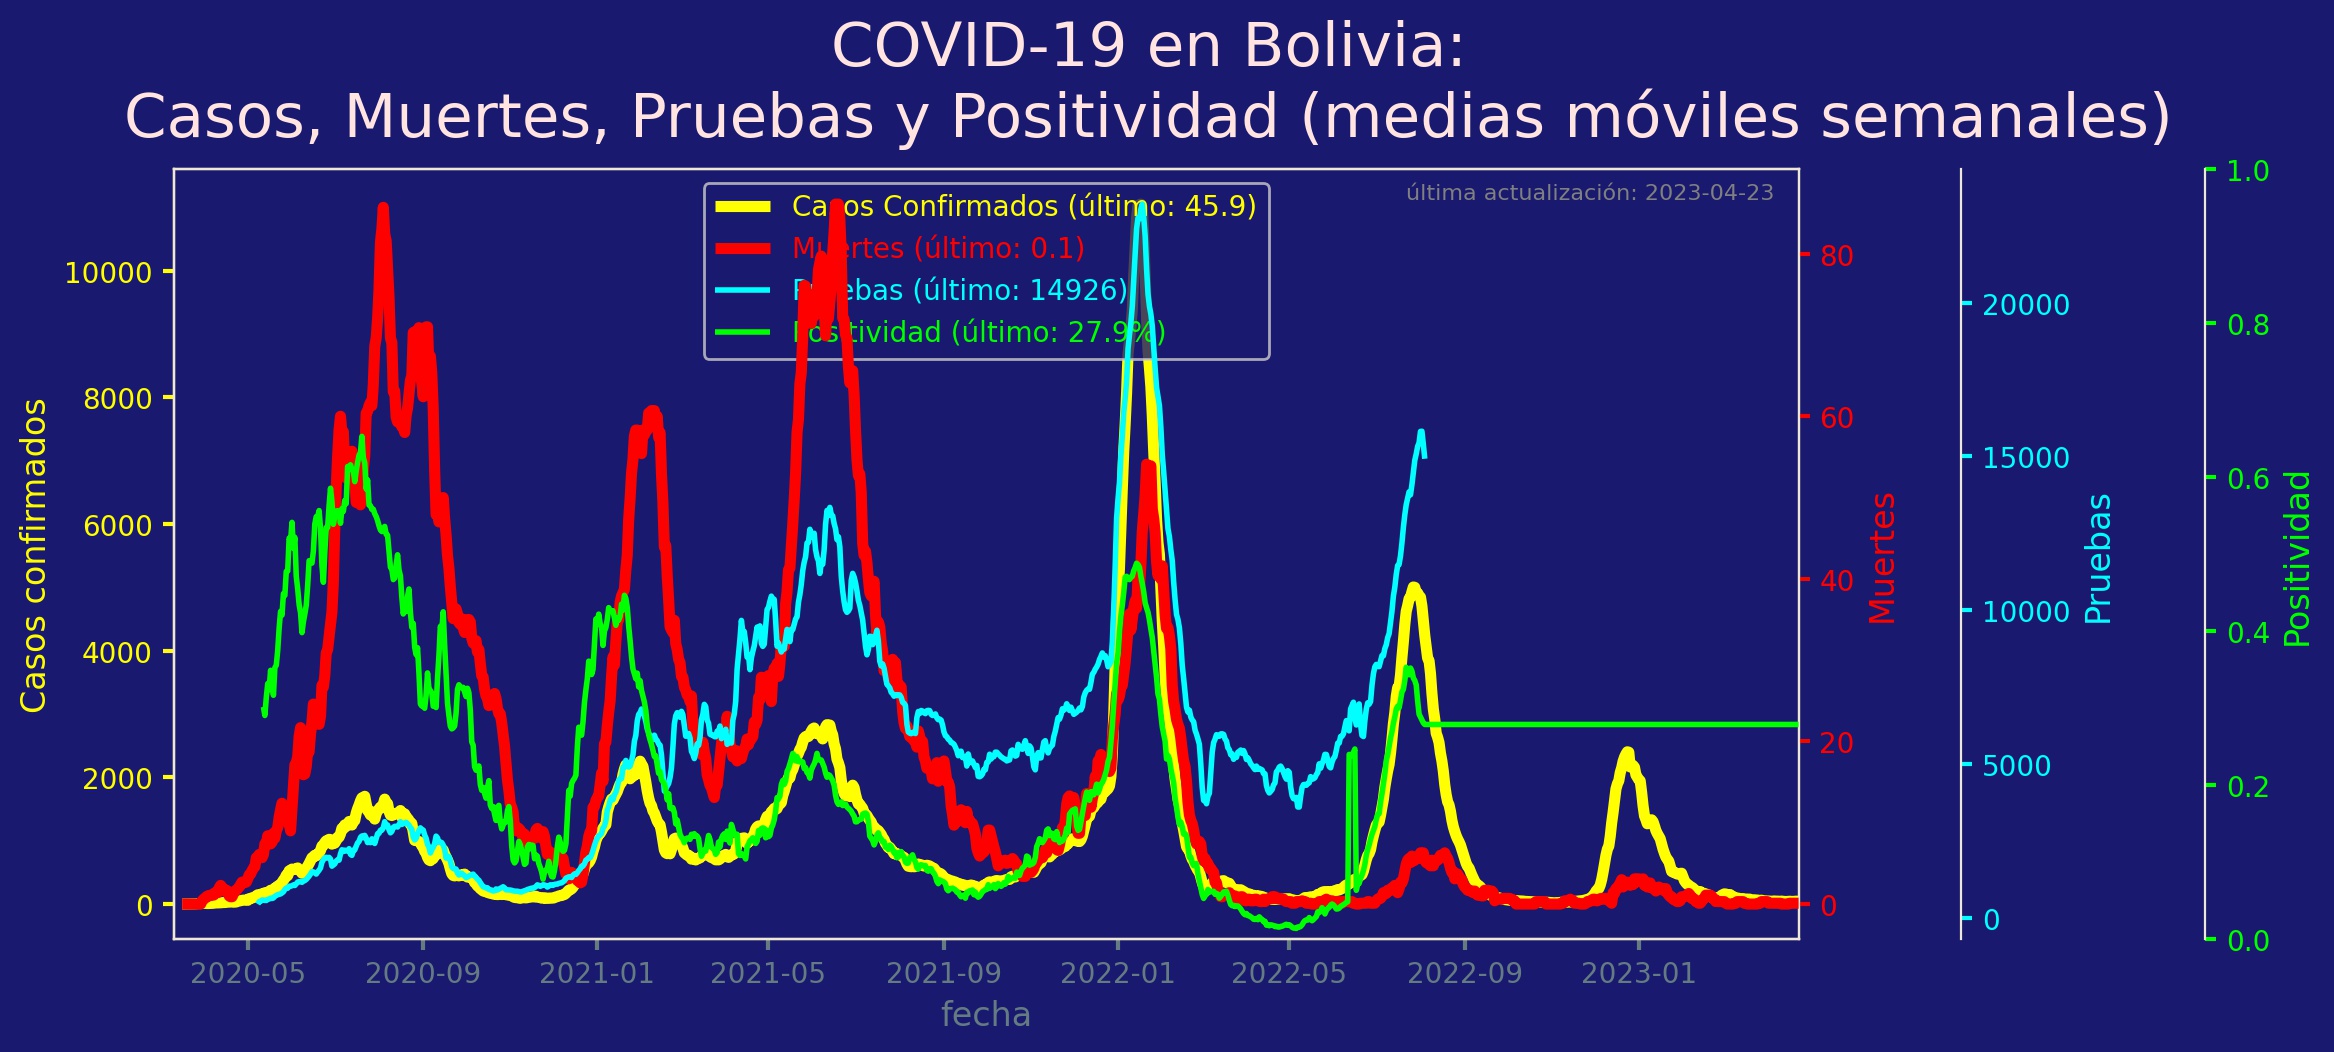 COVID-19 en Bolivia:
Casos, Muertes, Pruebas y Positividad (medias móviles semanales)
última actualización: 2023-04-23
Casos Confirmados (último: 45.9)
Muertes (último: 0.1)
Pruebas (último: 14926)
Positividad (último: 27.9%)
Casos confirmados
10000
8000
6000
4000
2000
0
Muertes
80
60
40
20
0
Pruebas
20000
15000
10000
5000
0
Positividad
1.0
0.8
0.6
0.4
0.2
0.0
2020-05 2020-09 2021-01 2021-05 2021-09 2022-01 2022-05 2022-09 2023-01
fecha